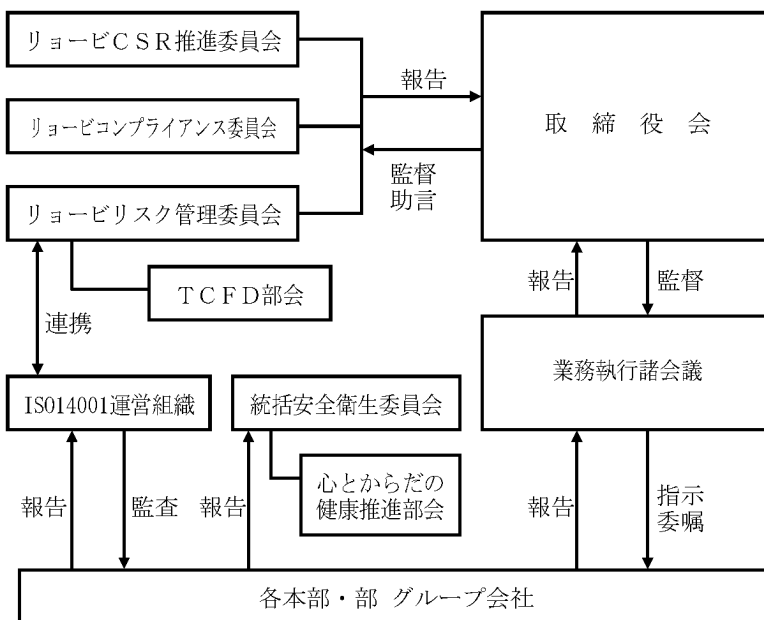 リョービCSR推進委員会
リョービコンプライアンス委員会
リョービリスク管理委員会
TCFD部会
報告
監督
助言
取締役会
報告
監督
連携
業務執行諸会議
ISO14001運営組織
統括安全衛生委員会
心とからだの
健康推進部会
報告
監査
報告
報告
指示
委嘱
各本部・部 グループ会社